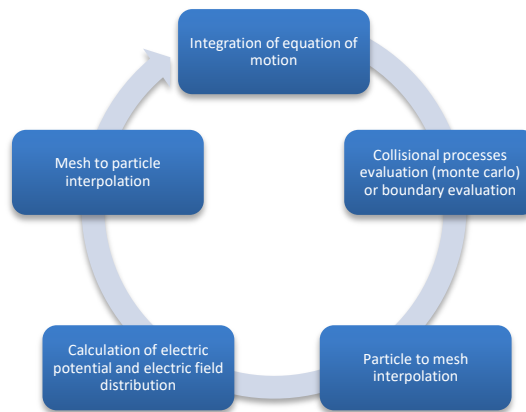 Integration of equation of
motion
Collisional processes
evaluation (monte carlo)
or boundary evaluation
Particle to mesh
interpolation
Calculation of electric
potential and electric field
distribution
Mesh to particle
interpolation